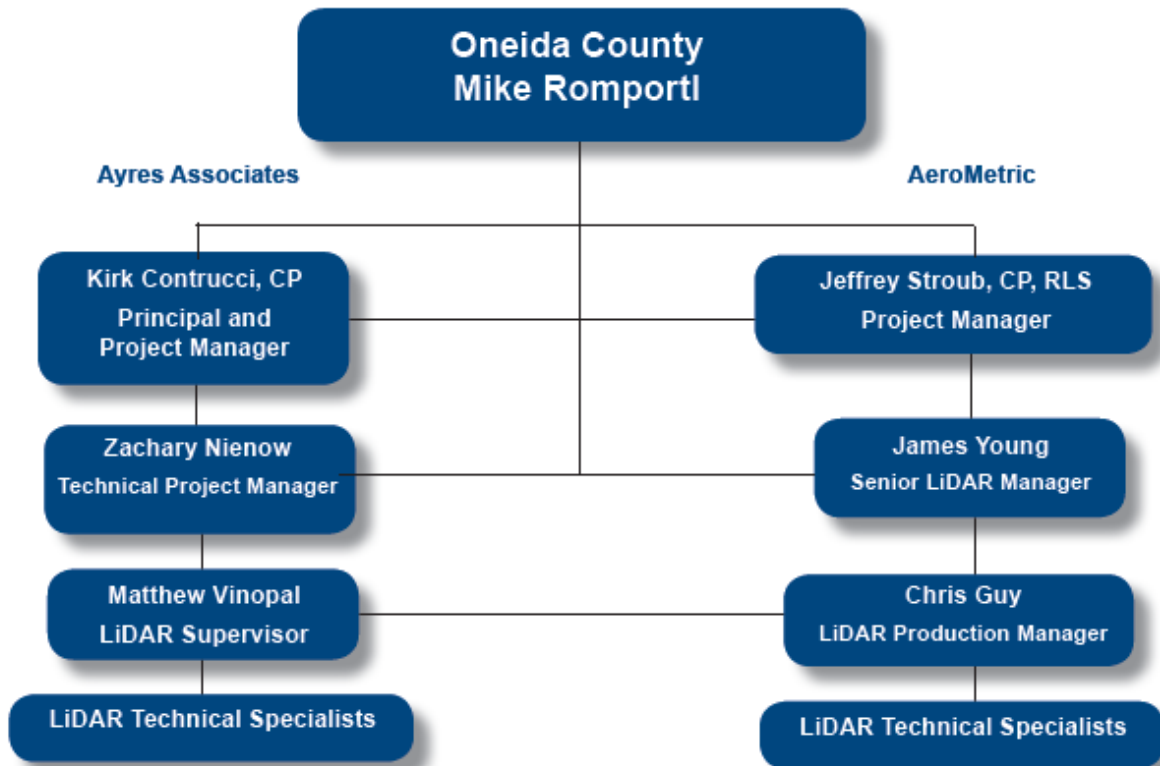 Oneida County
Mike Romportl
Ayres Associates
AeroMetric
Kirk Contrucci, CP
Principal and
Project Manager
Jeffrey Stroub, CP, RLS
Project Manager
Zachary Nienow
Technical Project Manager
James Young
Senior LiDAR Manager
Matthew Vinopal
LiDAR Supervisor
Chris Guy
LiDAR Production Manager
LiDAR Technical Specialists
LiDAR Technical Specialists